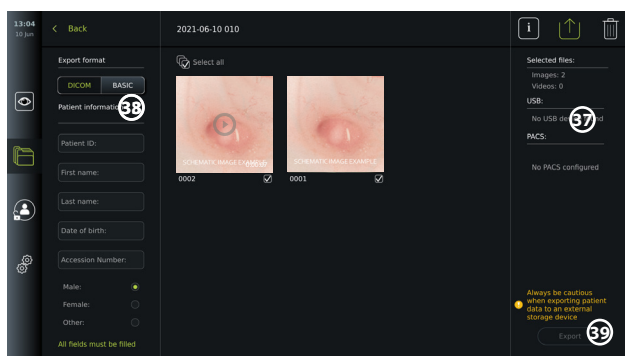 13:04
10 Jun
Back
2021-06-10 010
i
Export format
DICOM
BASIC
Patient information
38
Patient ID:
First name:
Last name:
Date of birth:
Accession Number:
Male:
Female:
Other:
All fields must be filled
Select all
SCHEMATIC IMAGE EXAMPLE
0002
SCHEMATIC IMAGE EXAMPLE
0001
Selected files:
Images: 2
Videos: 0
USB:
No USB
37
PACS:
No PACS configured
Always be cautious
when exporting patient
data to an external
storage device
Export
39